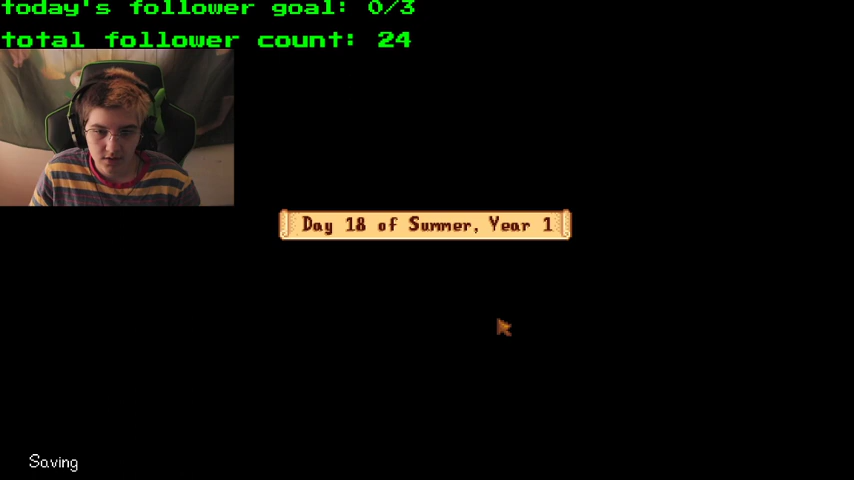 today's follower goal: 0/3
total follower count: 24
Day 18 of Summer, Year 1
Saving